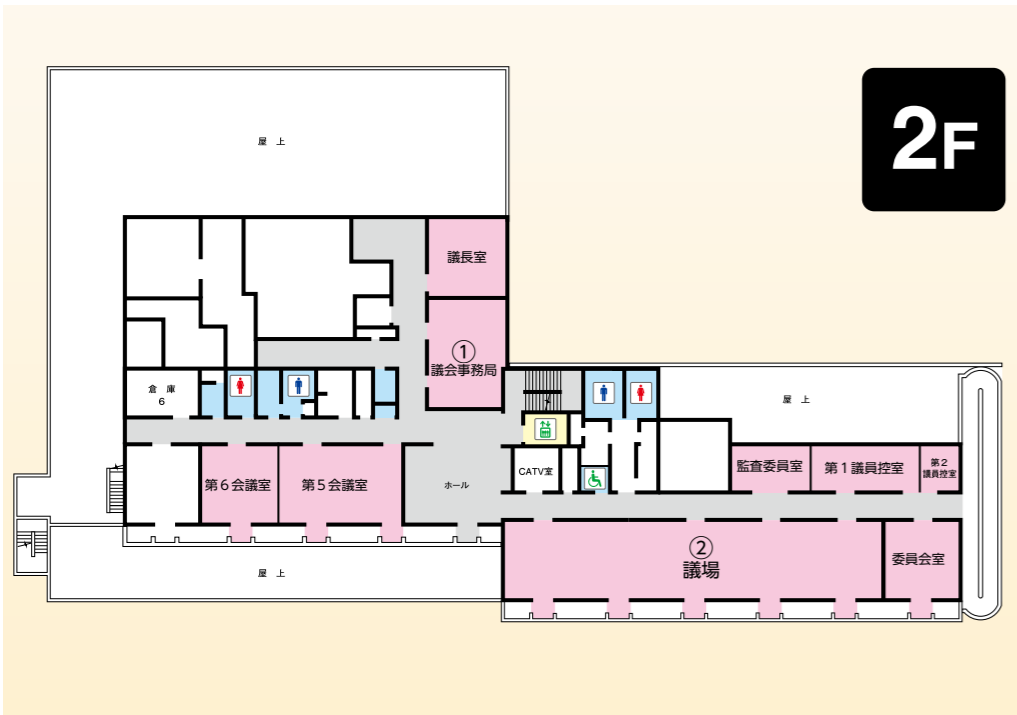 2F
屋　上
議長室
①
議会事務局
倉　庫
6
屋　上
CATV室
監査委員室
第１議員控室
第２
議員控室
第６会議室
第５会議室
ホール
②
議場
委員会室
屋　上